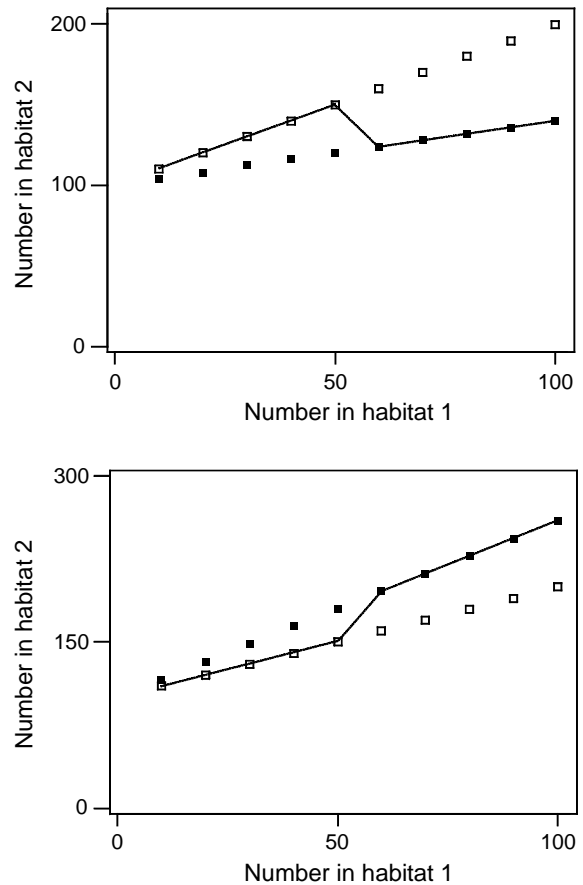 200
Number in habitat 2
100
0
0 50 100
Number in habitat 1
300
Number in habitat 2
150
0
0 50 100
Number in habitat 1